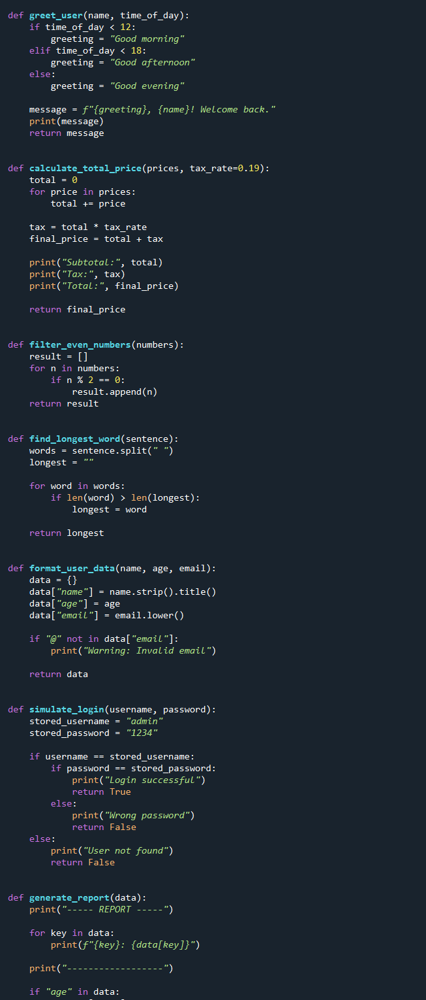 def greet_user(name, time_of_day):
    if time_of_day < 12:
        greeting = "Good morning"
    elif time_of_day < 18:
        greeting = "Good afternoon"
    else:
        greeting = "Good evening"

    message = f"{greeting}, {name}! Welcome back."
    print(message)
    return message


def calculate_total_price(prices, tax_rate=0.19):
    total = 0
    for price in prices:
        total += price

    tax = total * tax_rate
    final_price = total + tax

    print("Subtotal:", total)
    print("Tax:", tax)
    print("Total:", final_price)

    return final_price


def filter_even_numbers(numbers):
    result = []
    for n in numbers:
        if n % 2 == 0:
            result.append(n)
    return result


def find_longest_word(sentence):
    words = sentence.split(" ")
    longest = ""

    for word in words:
        if len(word) > len(longest):
            longest = word

    return longest


def format_user_data(name, age, email):
    data = {}
    data["name"] = name.strip().title()
    data["age"] = age
    data["email"] = email.lower()

    if "@" not in data["email"]:
        print("Warning: Invalid email")

    return data


def simulate_login(username, password):
    stored_username = "admin"
    stored_password = "1234"

    if username == stored_username:
        if password == stored_password:
            print("Login successful")
            return True
        else:
            print("Wrong password")
            return False
    else:
        print("User not found")
        return False


def generate_report(data):
    print("----- REPORT -----")

    for key in data:
        print(f"{key}: {data[key]}")

    print("------------------")

    if "age" in data: